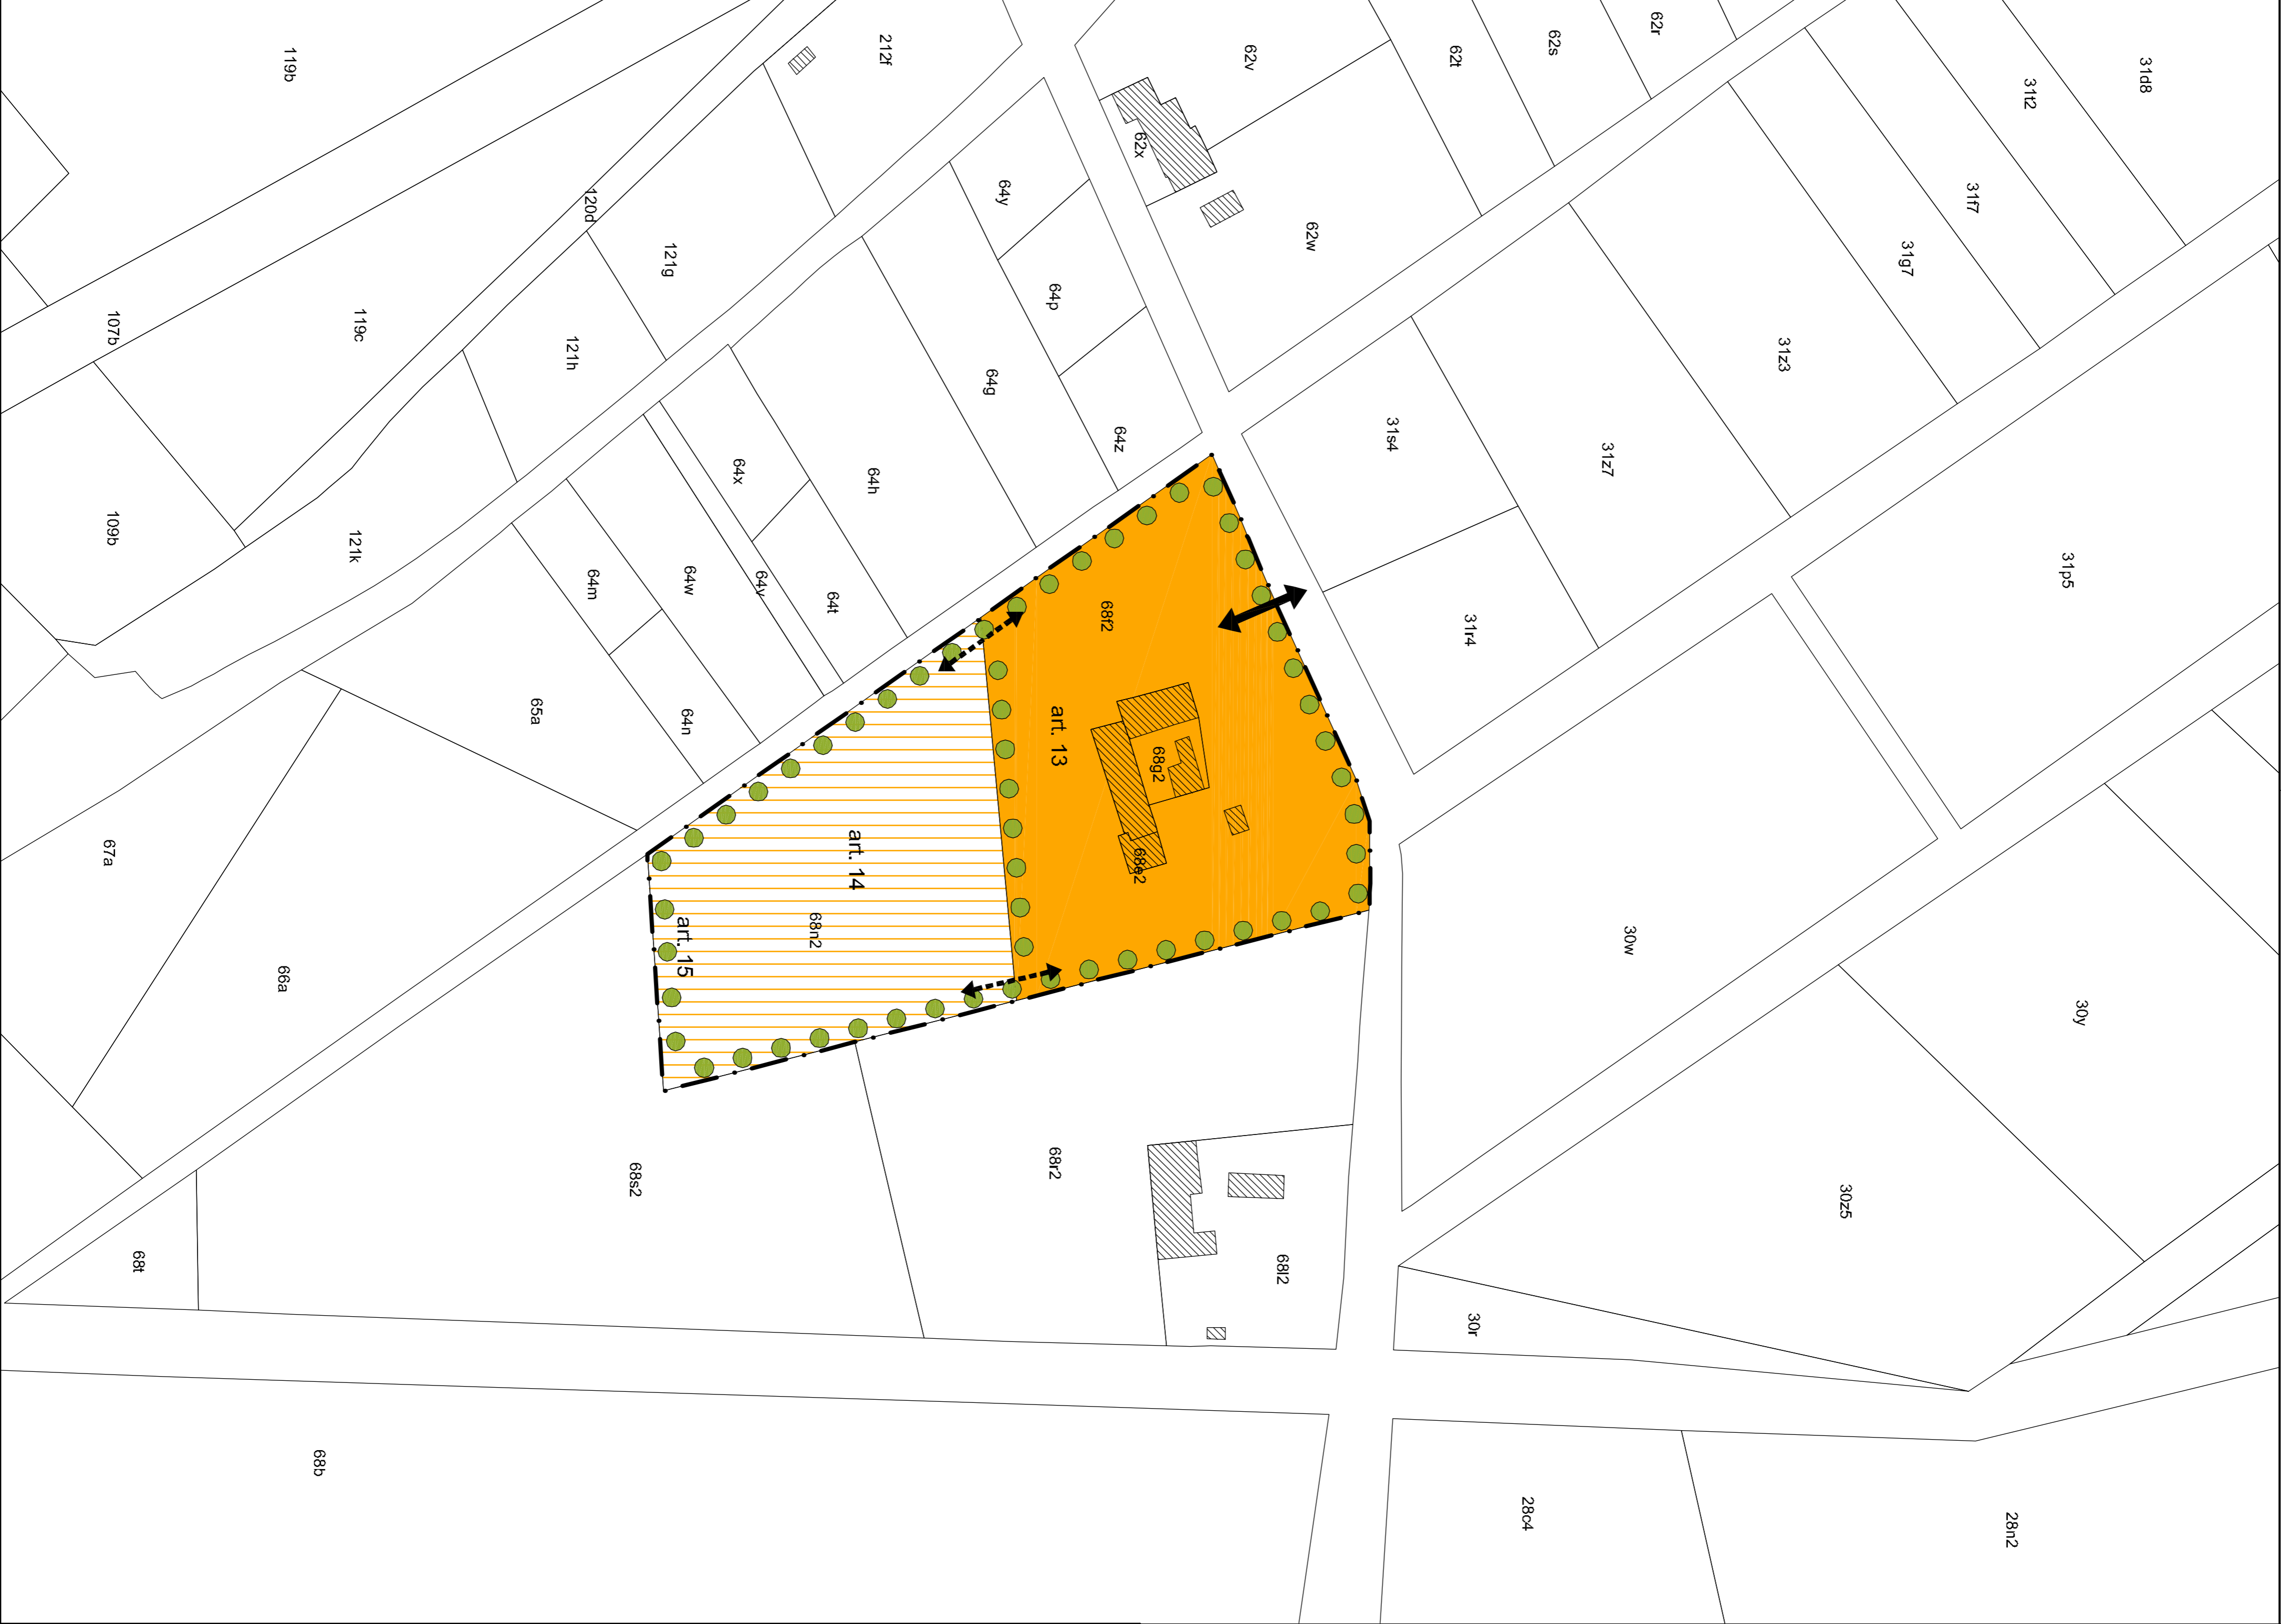 119b
212f
62v
62t
62s
62r
31d8
31t2
62x
64y
120d
121g
62w
31f7
31g7
64p
107b
119c
121h
64g
31z3
64z
31s4
31z7
64x
64h
109b
121k
64m
64w
64v
64t
68f2
31r4
31p5
65a
64n
art. 13
68g2
67a
art. 14
68e2
66a
art. 15
68n2
30w
30y
68s2
68r2
30z5
68t
68l2
30r
68b
28c4
28n2